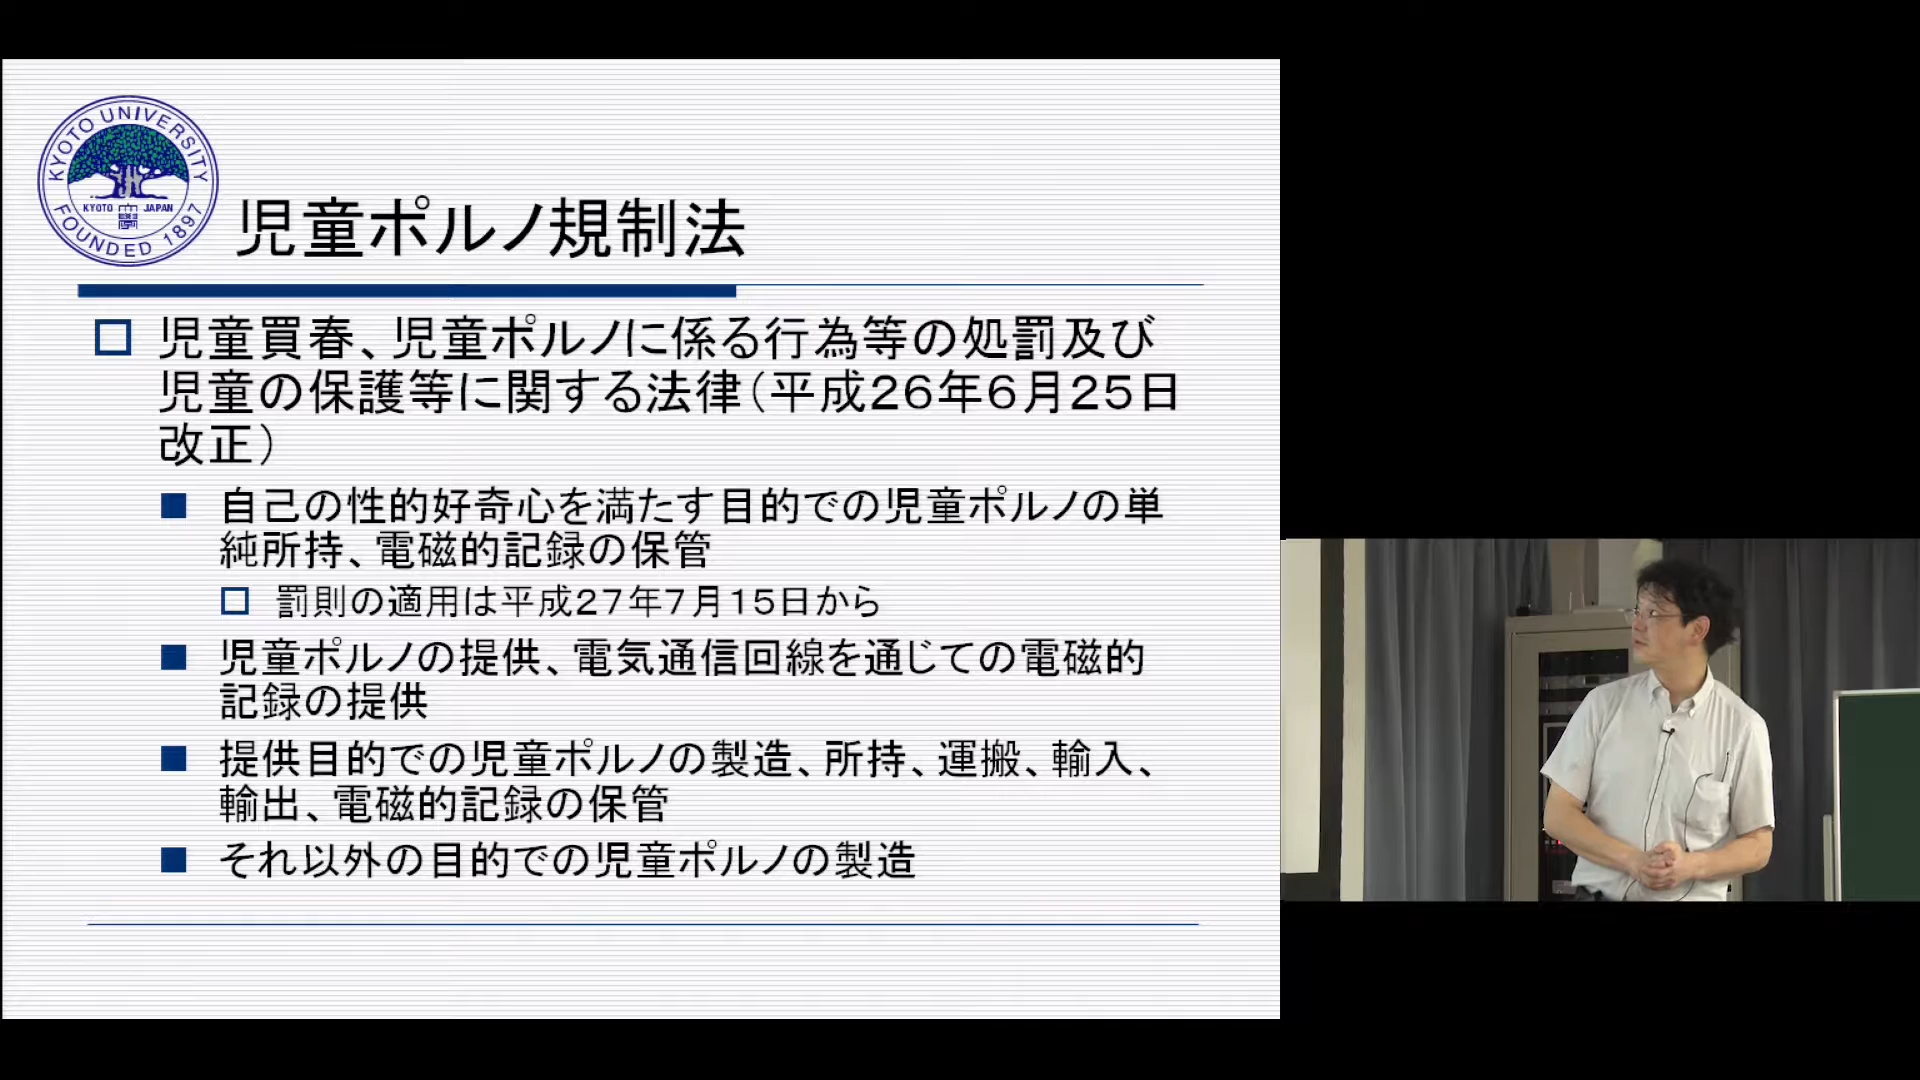 KYOTO UNIVERSITY
KYOTO JAPAN
FOUNDED 1897
児童ポルノ規制法
児童買春、児童ポルノに係る行為等の処罰及び
児童の保護等に関する法律（平成２６年６月２５日
改正）
自己の性的好奇心を満たす目的での児童ポルノの単
純所持、電磁的記録の保管
罰則の適用は平成２７年７月１５日から
児童ポルノの提供、電気通信回線を通じての電磁的
記録の提供
提供目的での児童ポルノの製造、所持、運搬、輸入、
輸出、電磁的記録の保管
それ以外の目的での児童ポルノの製造